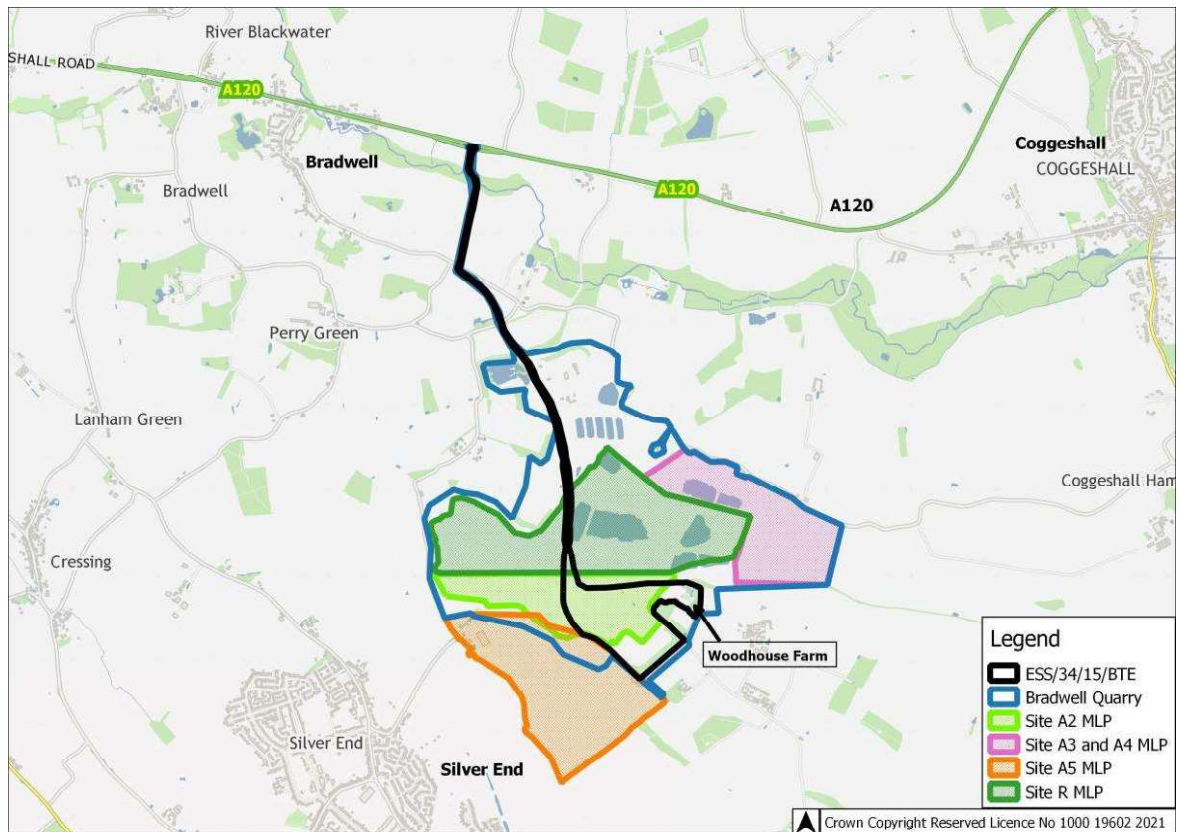 River Blackwater
SHALL ROAD
A120
Bradwell
Bradwell
Coggeshall
COGGESHALL
A120
A120
Perry Green
Lanham Green
Coggeshall Ham
Cressing
Woodhouse Farm
Silver End
Silver End
Legend
ESS/34/15/BTE
Bradwell Quarry
Site A2 MLP
Site A3 and A4 MLP
Site A5 MLP
Site R MLP
Crown Copyright Reserved Licence No 1000 19602 2021